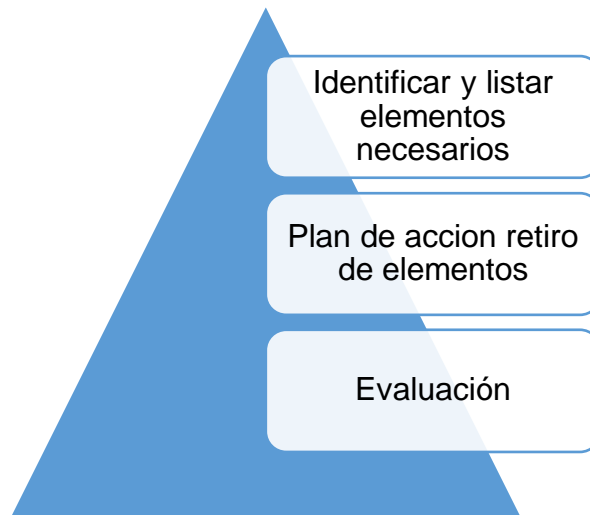 Identificar y listar
elementos
necesarios
Plan de accion retiro
de elementos
Evaluación